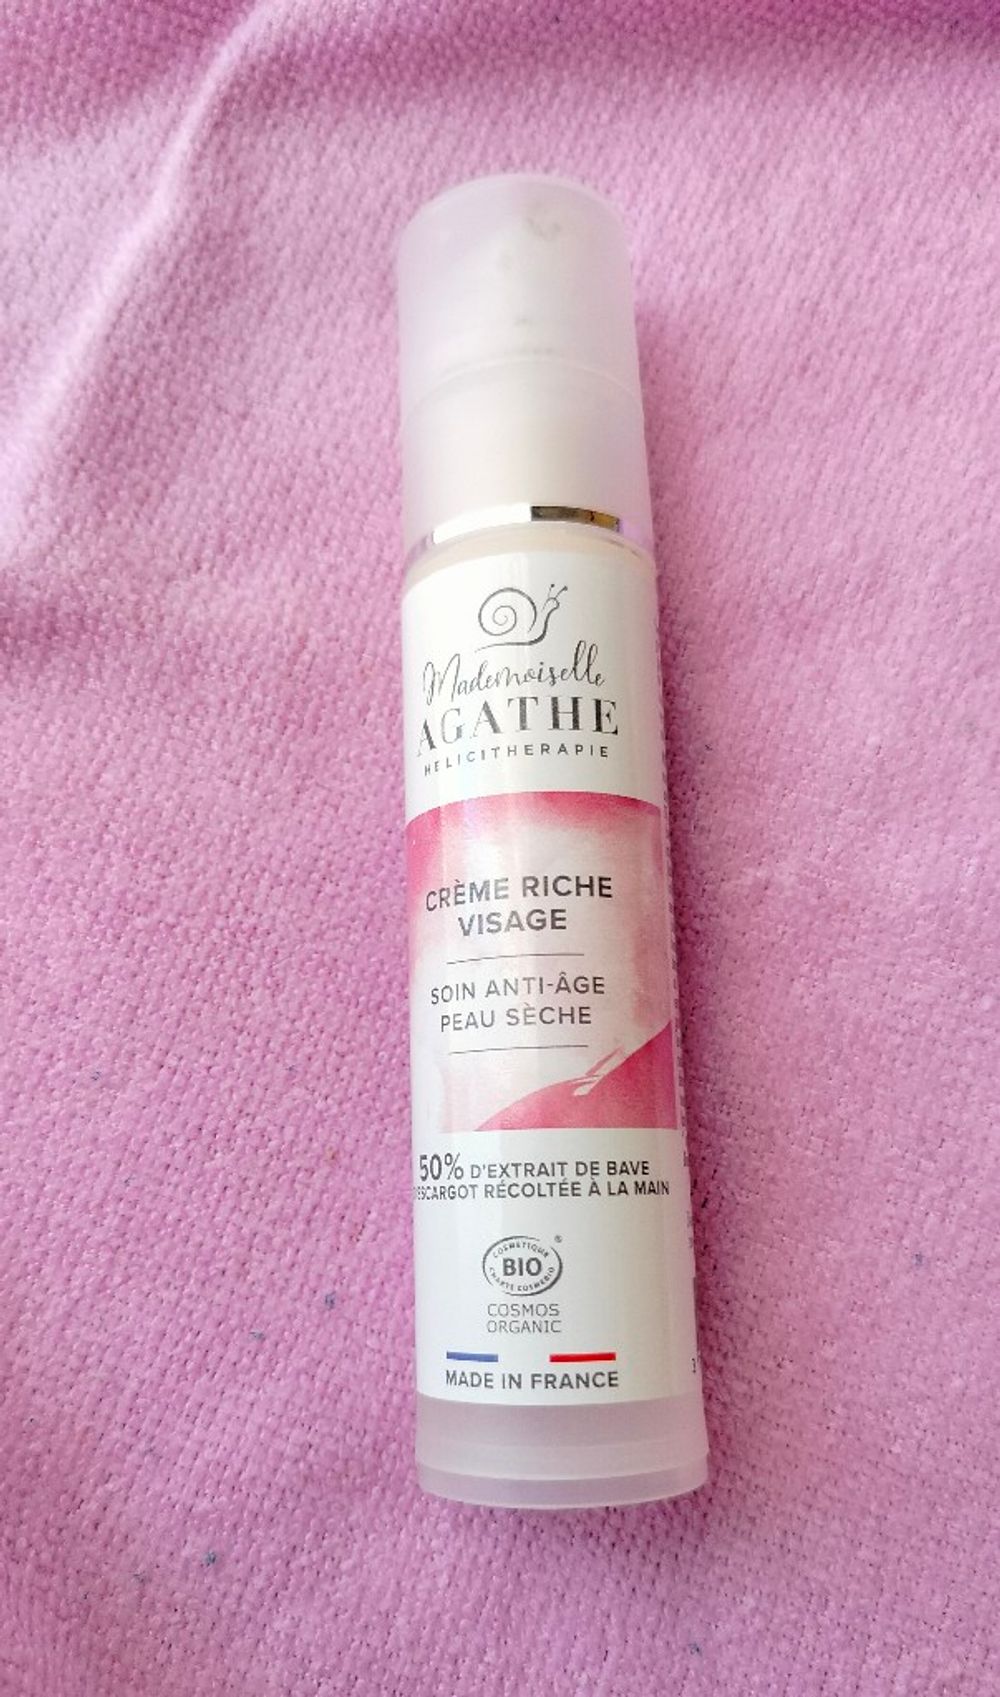 Mademoiselle
AGATHE
HELICITHERAPIE
CRÈME RICHE
VISAGE
SOIN ANTI-ÂGE
PEAU SÈCHE
50% D'EXTRAIT DE BAVE
ESCARGOT RÉCOLTÉE À LA MAIN
COSMETIQUE
BIO
®
CHARTE COSMEBIO
COSMOS
ORGANIC
MADE IN FRANCE